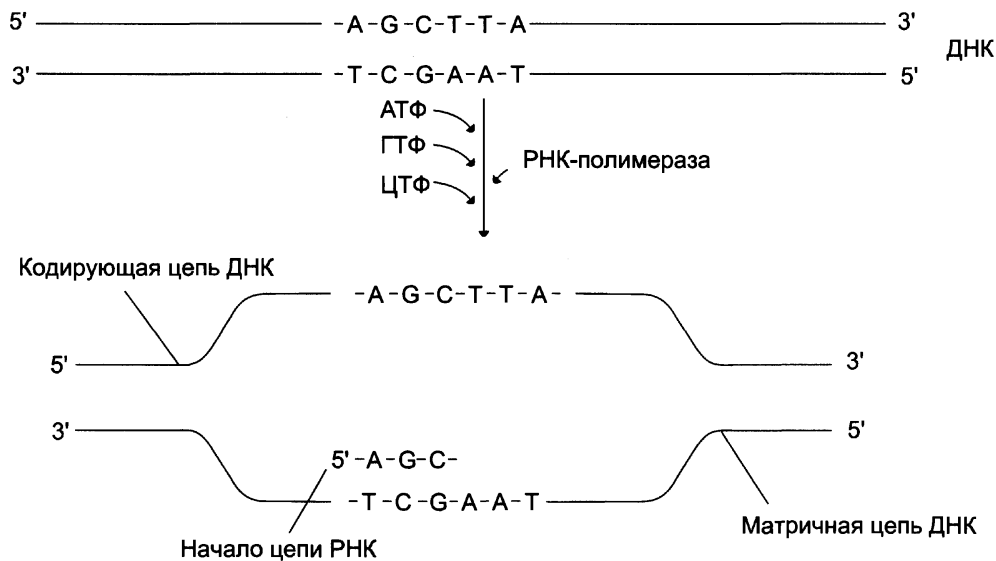 5' -A-G-C-T-T-A- 3'
ДНК
3' -T-C-G-A-A-T- 5'
АТФ
ГТФ
РНК-полимераза
ЦТФ
Кодирующая цепь ДНК
-A-G-C-T-T-A-
5' 3'
3' 5'
5' -A-G-C-
-T-C-G-A-A-T-
Матричная цепь ДНК
Начало цепи РНК